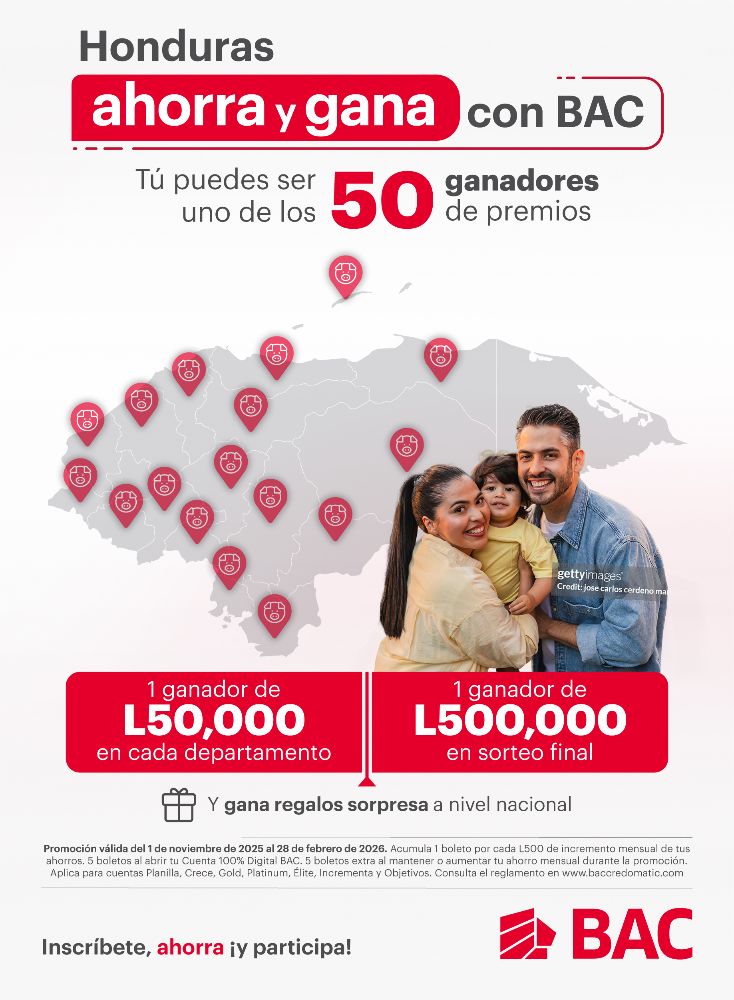 Honduras
ahorra y gana con BAC
Tú puedes ser
uno de los
50
ganadores
de premios
gettyimages®
Credit: jose carlos cerdeno
1 ganador de
L50,000
en cada departamento
1 ganador de
L500,000
en sorteo final
Y gana regalos sorpresa a nivel nacional
Promoción válida del 1 de noviembre de 2025 al 28 de febrero de 2026. Acumula 1 boleto por cada L500 de incremento mensual de tus
ahorros. 5 boletos al abrir tu Cuenta 100% Digital BAC. 5 boletos extra al mantener o aumentar tu ahorro mensual durante la promoción.
Aplica para cuentas Planilla, Crece, Gold, Platinum, Élite, Incrementa y Objetivos. Consulta el reglamento en www.baccredomatic.com
Inscríbete, ahorra ¡y participa!
BAC